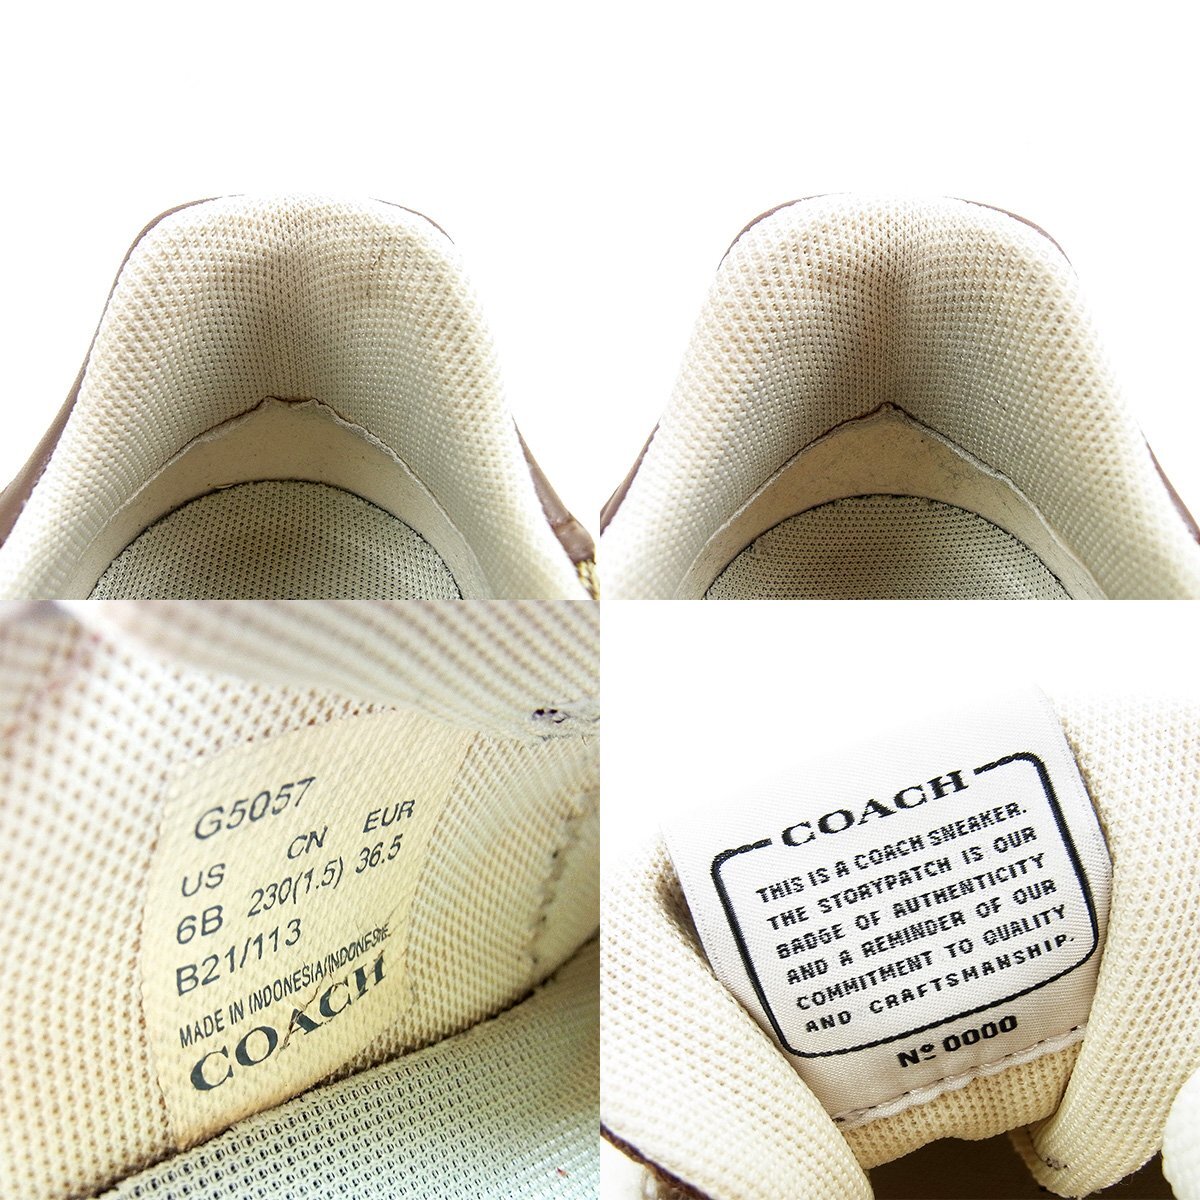 G5057
US CN EUR
6B 230(1.5) 36.5
B21/113
MADE IN INDONESIA/INDONESIE
COACH
COACH
THIS IS A COACH SNEAKER.
THE STORYPATCH IS OUR
BADGE OF AUTHENTICITY
AND A REMINDER OF OUR
COMMITMENT TO QUALITY
AND CRAFTSMANSHIP.
Nº 0000